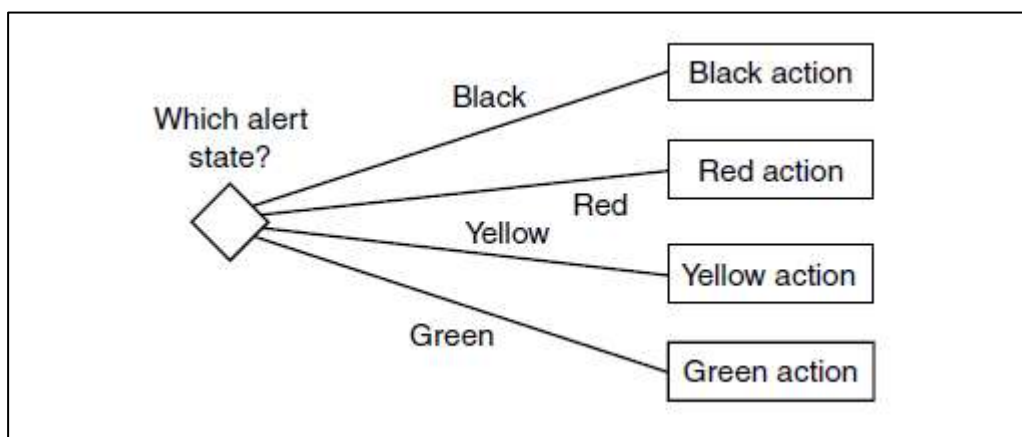 Which alert
state?
Black
Red
Yellow
Green
Black action
Red action
Yellow action
Green action